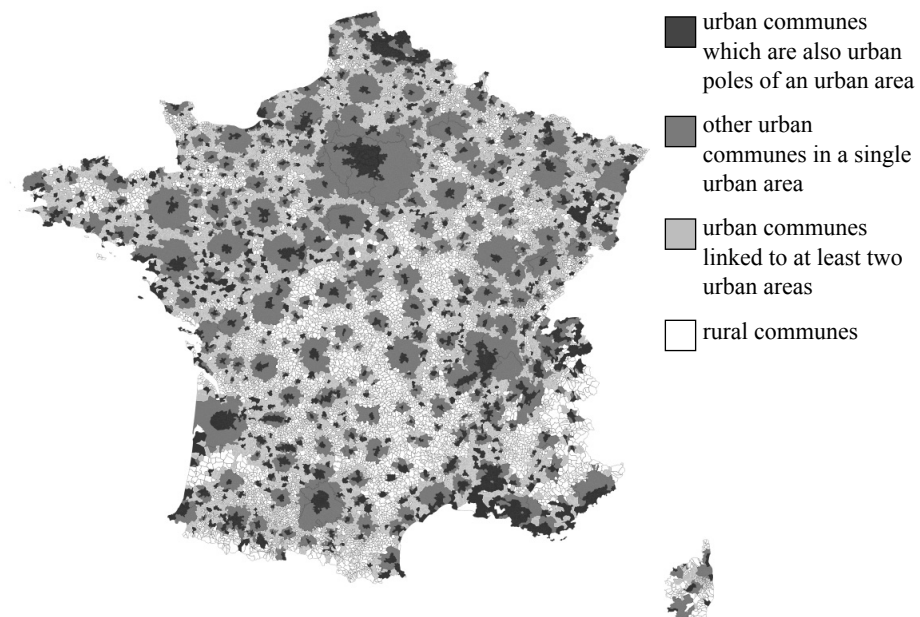 urban communes
which are also urban
poles of an urban area
other urban
communes in a single
urban area
urban communes
linked to at least two
urban areas
rural communes